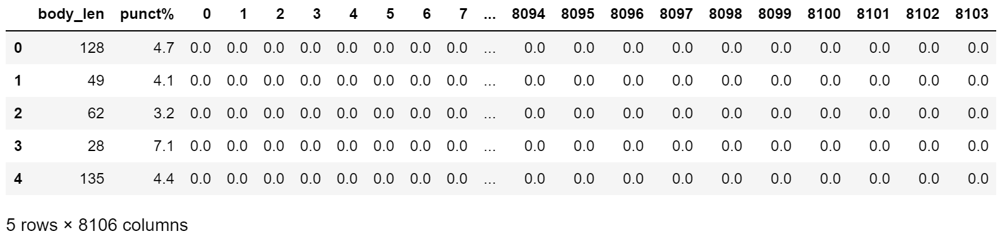 body_len punct% 0 1 2 3 4 5 6 7 ... 8094 8095 8096 8097 8098 8099 8100 8101 8102 8103
0 128 4.7 0.0 0.0 0.0 0.0 0.0 0.0 0.0 0.0 ... 0.0 0.0 0.0 0.0 0.0 0.0 0.0 0.0 0.0 0.0
1 49 4.1 0.0 0.0 0.0 0.0 0.0 0.0 0.0 0.0 ... 0.0 0.0 0.0 0.0 0.0 0.0 0.0 0.0 0.0 0.0
2 62 3.2 0.0 0.0 0.0 0.0 0.0 0.0 0.0 0.0 ... 0.0 0.0 0.0 0.0 0.0 0.0 0.0 0.0 0.0 0.0
3 28 7.1 0.0 0.0 0.0 0.0 0.0 0.0 0.0 0.0 ... 0.0 0.0 0.0 0.0 0.0 0.0 0.0 0.0 0.0 0.0
4 135 4.4 0.0 0.0 0.0 0.0 0.0 0.0 0.0 0.0 ... 0.0 0.0 0.0 0.0 0.0 0.0 0.0 0.0 0.0 0.0
5 rows × 8106 columns